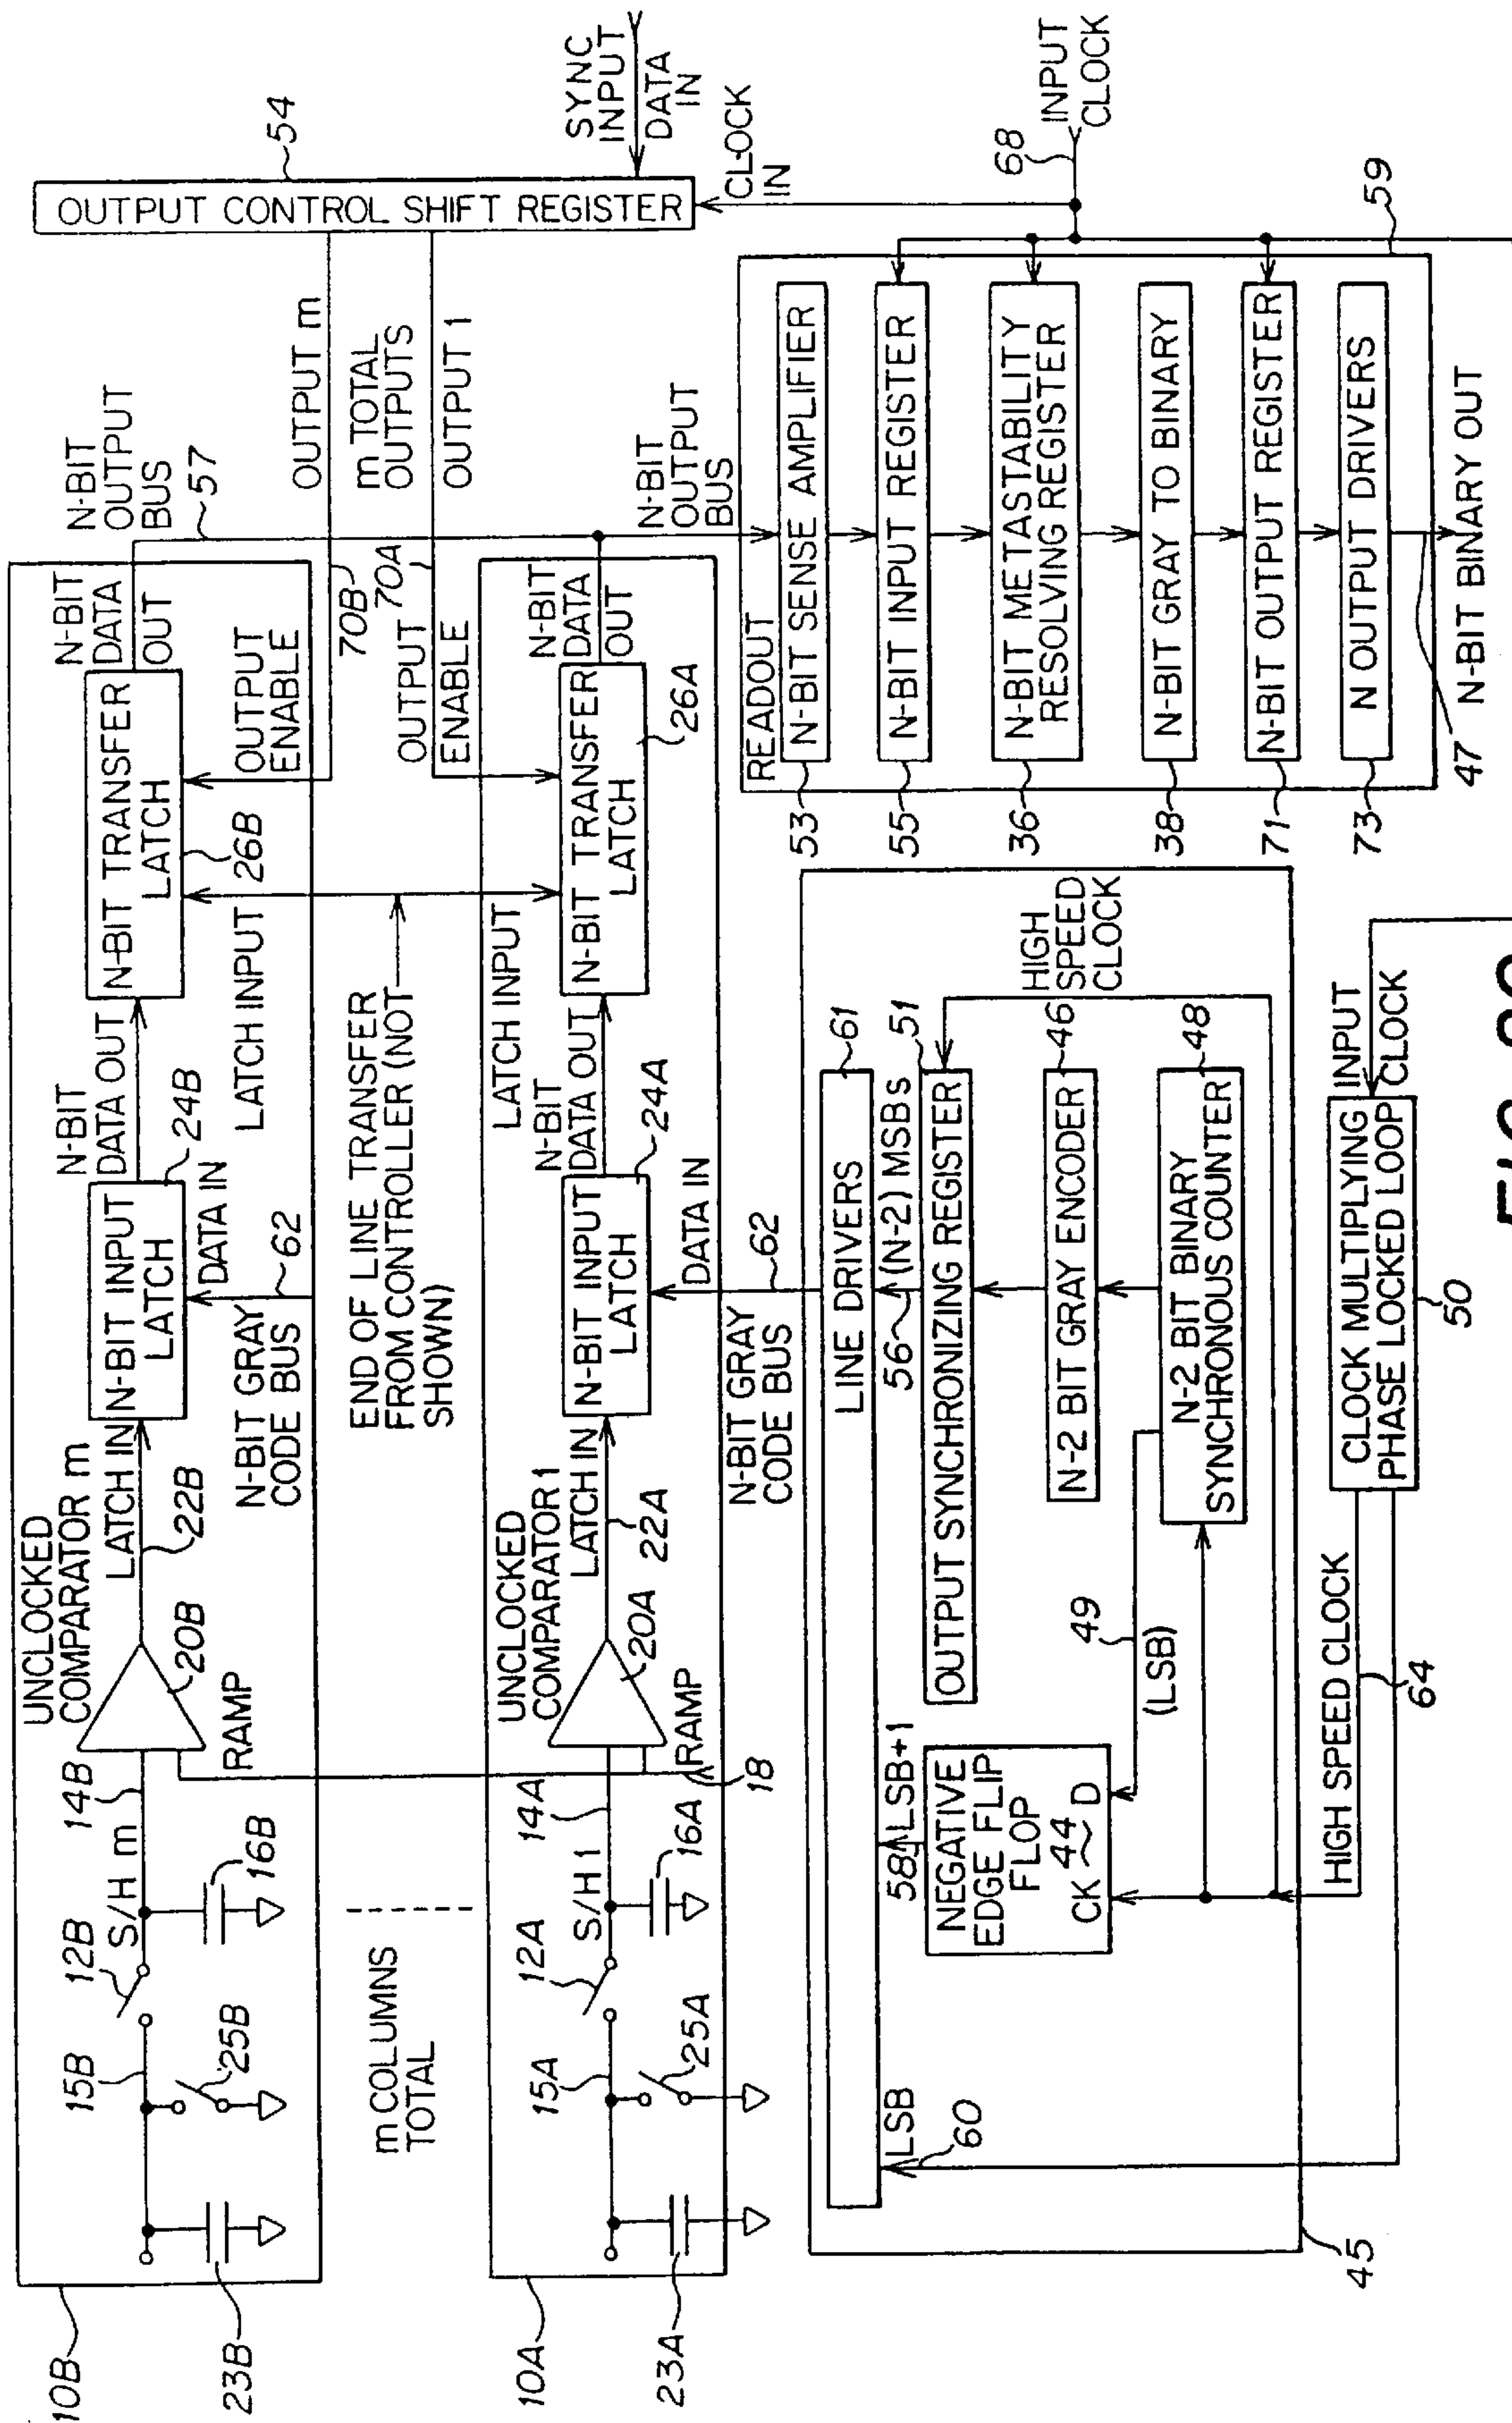 10B
23B
15B
25B
12B
S/H m
16B
14B
UNCLOCKED
COMPARATOR m
20B
RAMP
LATCH IN
22B
N-BIT INPUT
LATCH
24B
DATA IN
62
N-BIT GRAY
CODE BUS
N-BIT
DATA OUT
N-BIT TRANSFER
LATCH
26B
LATCH INPUT
OUTPUT
ENABLE
N-BIT
DATA
OUT
N-BIT
OUTPUT
BUS
57
OUTPUT CONTROL SHIFT REGISTER
54
OUTPUT m
m TOTAL
OUTPUTS
OUTPUT 1
70B
70A
SYNC
INPUT
DATA
IN
CLOCK
IN
m COLUMNS
TOTAL
END OF LINE TRANSFER
FROM CONTROLLER (NOT
SHOWN)
10A
23A
15A
25A
12A
S/H 1
16A
14A
UNCLOCKED
COMPARATOR 1
20A
RAMP
18
LATCH IN
22A
N-BIT INPUT
LATCH
24A
DATA IN
62
N-BIT GRAY
CODE BUS
N-BIT
DATA OUT
LATCH INPUT
N-BIT TRANSFER
LATCH
26A
OUTPUT
ENABLE
N-BIT
DATA
OUT
N-BIT
OUTPUT
BUS
45
LSB
60
LINE DRIVERS
61
58
LSB+1
56
(N-2) MSBs
NEGATIVE
EDGE FLIP
FLOP
44
CK
D
OUTPUT SYNCHRONIZING REGISTER
51
N-2 BIT GRAY ENCODER
46
N-2 BIT BINARY
SYNCHRONOUS COUNTER
48
49
(LSB)
HIGH
SPEED
CLOCK
HIGH SPEED CLOCK
64
CLOCK MULTIPLYING
PHASE LOCKED LOOP
50
INPUT
CLOCK
READOUT
N-BIT SENSE AMPLIFIER
53
N-BIT INPUT REGISTER
55
N-BIT METASTABILITY
RESOLVING REGISTER
36
N-BIT GRAY TO BINARY
38
N-BIT OUTPUT REGISTER
71
N OUTPUT DRIVERS
73
47
N-BIT BINARY OUT
59
68
INPUT
CLOCK